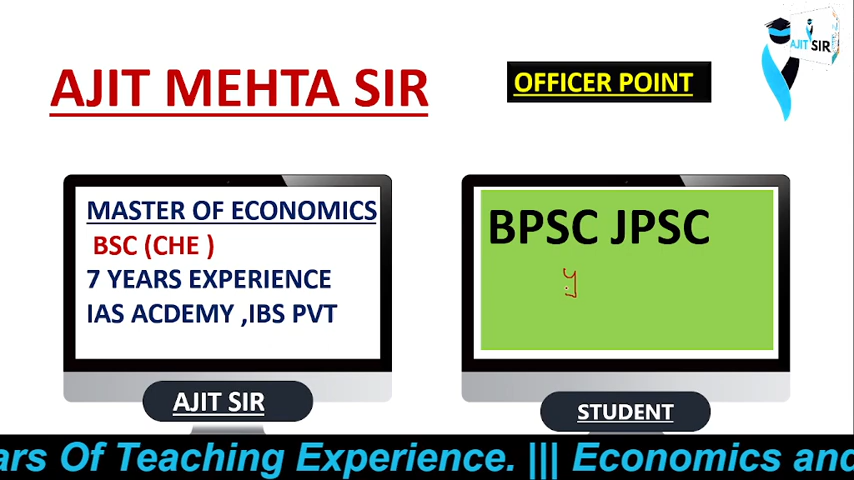 AJIT SIR
AJIT MEHTA SIR
OFFICER POINT
MASTER OF ECONOMICS
BSC (CHE )
7 YEARS EXPERIENCE
IAS ACDEMY ,IBS PVT
AJIT SIR
BPSC JPSC
STUDENT
ars Of Teaching Experience. ||| Economics and